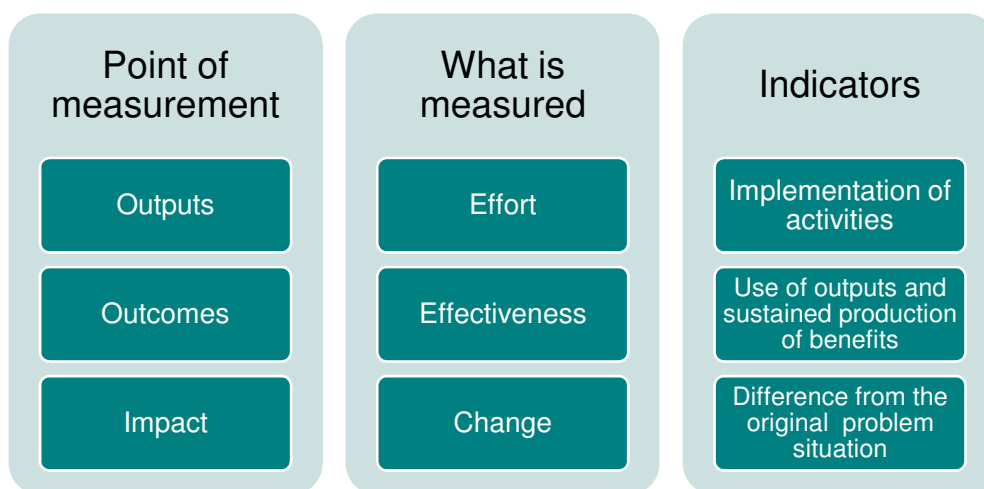 Point of
measurement
Outputs
Outcomes
Impact
What is
measured
Effort
Effectiveness
Change
Indicators
Implementation of
activities
Use of outputs and
sustained production
of benefits
Difference from the
original problem
situation